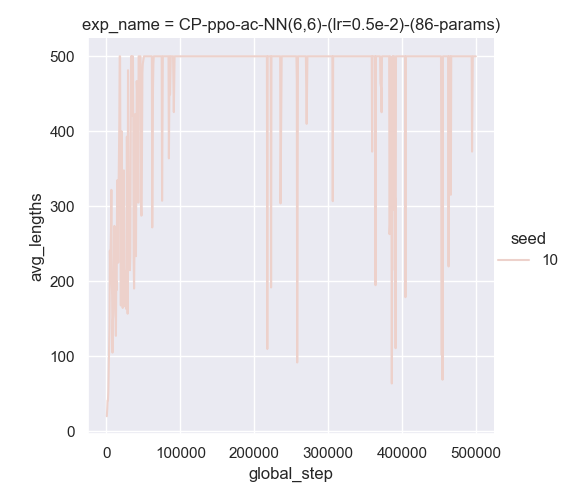 exp_name = CP-ppo-ac-NN(6,6)-(lr=0.5e-2)-(86-params)
500
400
300
200
100
0
avg_lengths
0 100000 200000 300000 400000 500000
global_step
seed
10